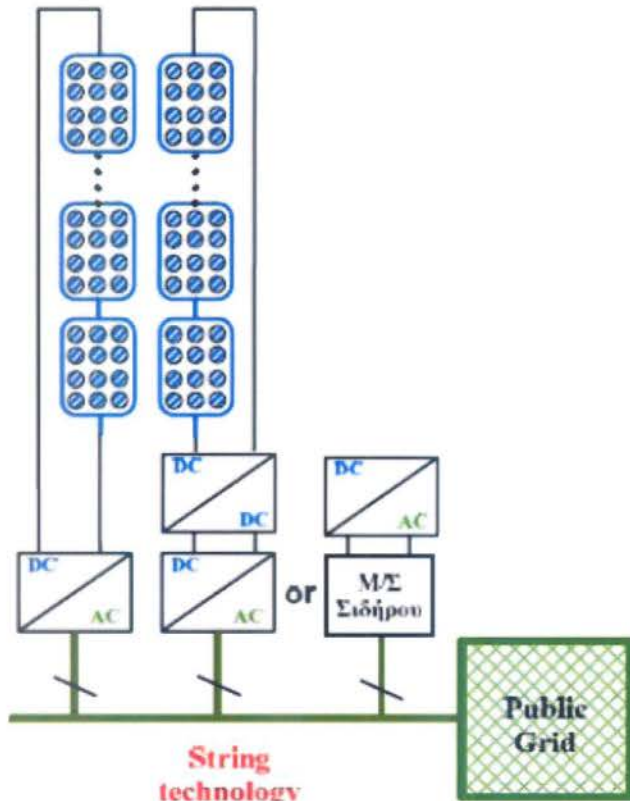 DC
DC
DC
AC
DC
AC
DC
AC
or
Μ/Σ
Σιδήρου
Public
Grid
String
technology